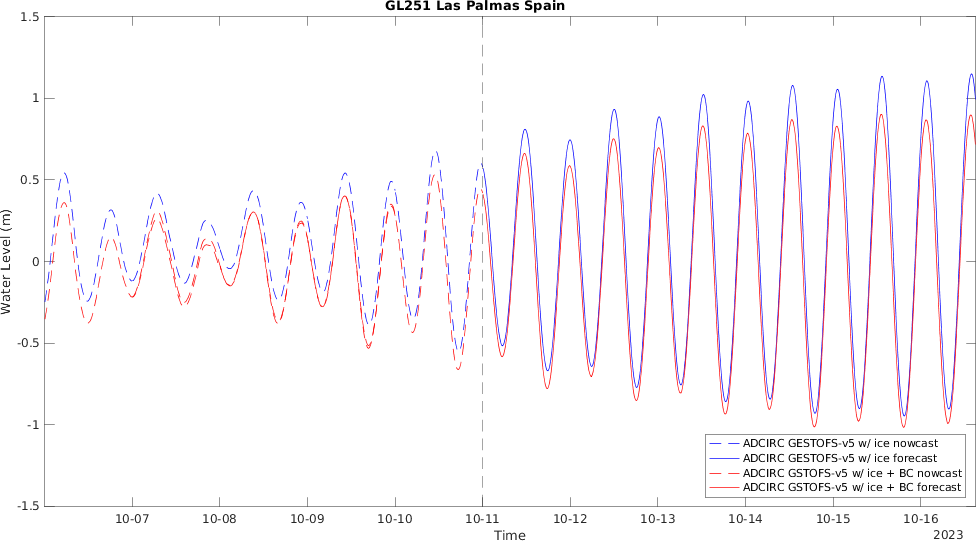 GL251 Las Palmas Spain
1.5
1
0.5
0
-0.5
-1
-1.5
Water Level (m)
10-07 10-08 10-09 10-10 10-11 10-12 10-13 10-14 10-15 10-16
Time
2023
ADCIRC GESTOFS-v5 w/ ice nowcast
ADCIRC GESTOFS-v5 w/ ice forecast
ADCIRC GSTOFS-v5 w/ ice + BC nowcast
ADCIRC GSTOFS-v5 w/ ice + BC forecast